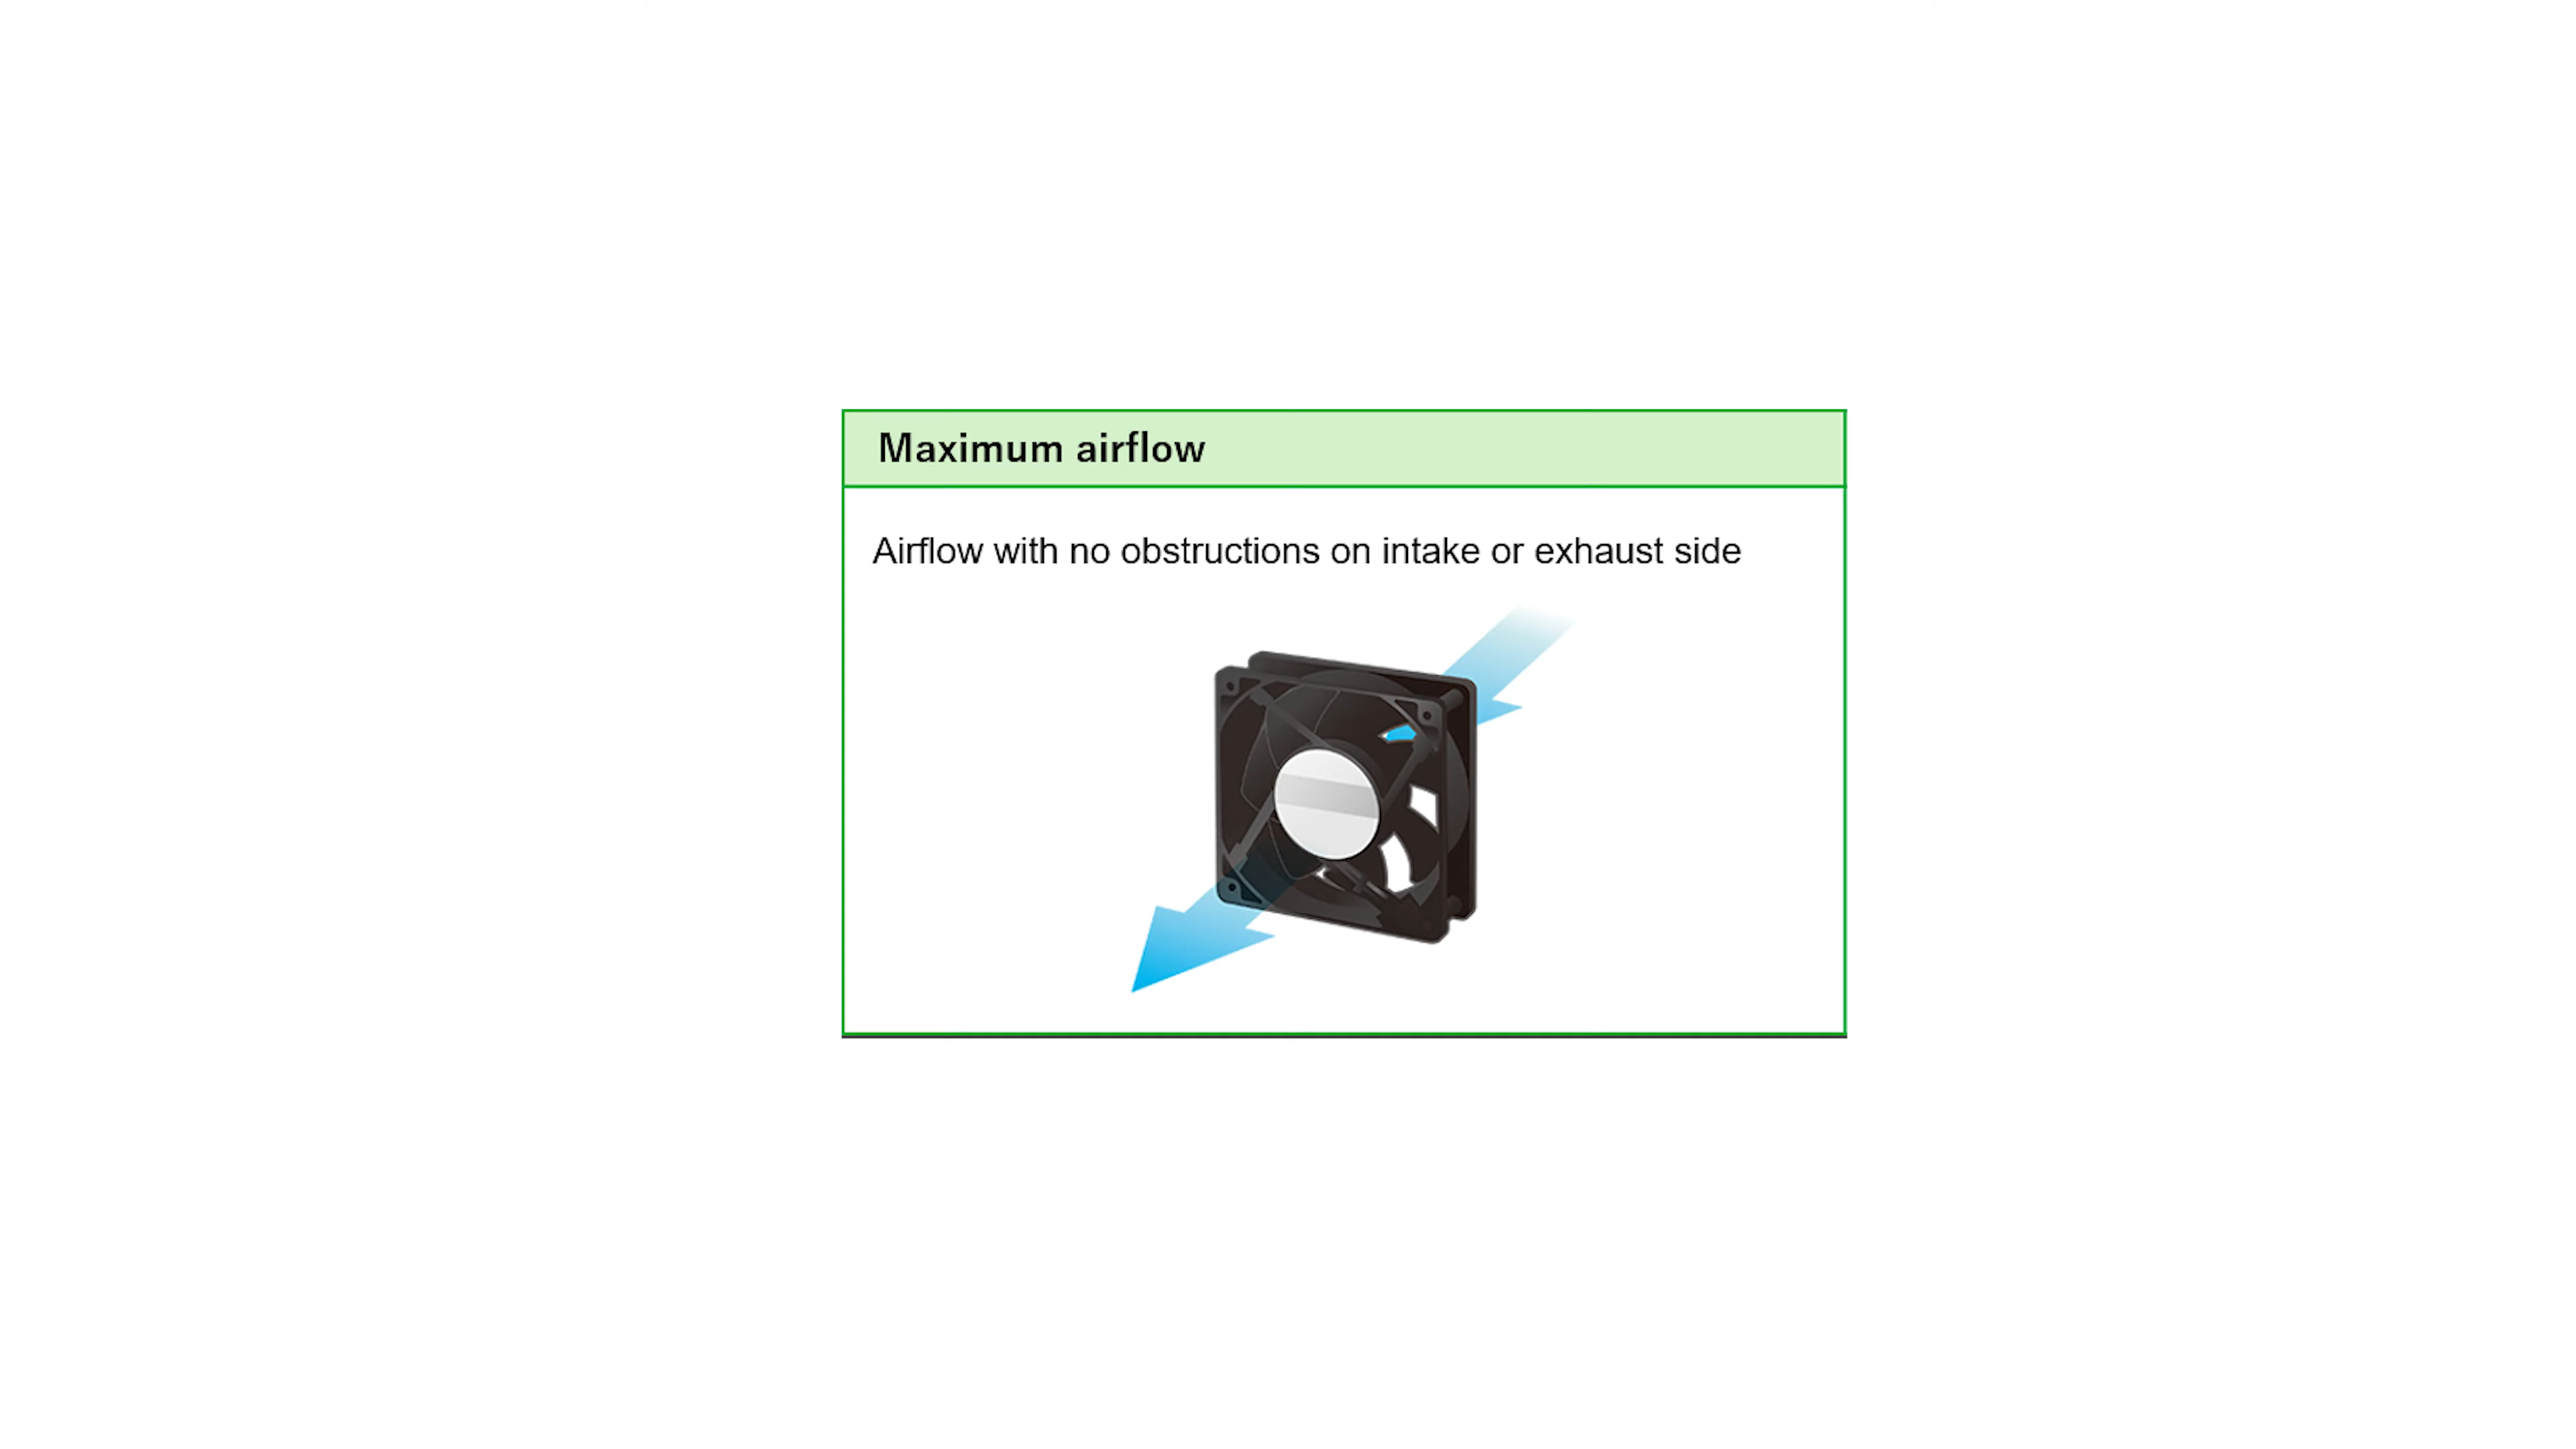 Maximum airflow
Airflow with no obstructions on intake or exhaust side